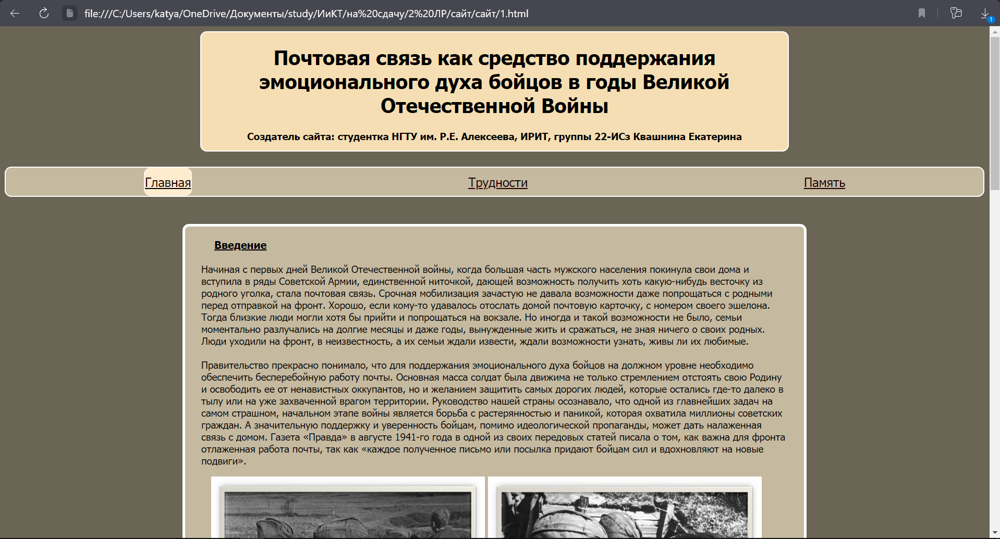 file:///C:/Users/katya/OneDrive/Документы/study/ИиКТ/на%20сдачу/2%20ЛР/сайт/сайт/1.html
1
Почтовая связь как средство поддержания
эмоционального духа бойцов в годы Великой
Отечественной Войны
Создатель сайта: студентка НГТУ им. Р.Е. Алексеева, ИРИТ, группы 22-ИСз Квашнина Екатерина
Главная
Трудности
Память
Введение
Начиная с первых дней Великой Отечественной войны, когда большая часть мужского населения покинула свои дома и
вступила в ряды Советской Армии, единственной ниточкой, дающей возможность получить хоть какую-нибудь весточку из
родного уголка, стала почтовая связь. Срочная мобилизация зачастую не давала возможности даже попрощаться с родными
перед отправкой на фронт. Хорошо, если кому-то удавалось отослать домой почтовую карточку, с номером своего эшелона.
Тогда близкие люди могли хотя бы прийти и попрощаться на вокзале. Но иногда и такой возможности не было, семьи
моментально разлучались на долгие месяцы и даже годы, вынужденные жить и сражаться, не зная ничего о своих родных.
Люди уходили на фронт, в неизвестность, а их семьи ждали извести, ждали возможности узнать, живы ли их любимые.
Правительство прекрасно понимало, что для поддержания эмоционального духа бойцов на должном уровне необходимо
обеспечить бесперебойную работу почты. Основная масса солдат была движима не только стремлением отстоять свою Родину
и освободить ее от ненавистных оккупантов, но и желанием защитить самых дорогих людей, которые остались где-то далеко в
тылу или на уже захваченной врагом территории. Руководство нашей страны осознавало, что одной из главнейших задач на
самом страшном, начальном этапе войны является борьба с растерянностью и паникой, которая охватила миллионы советских
граждан. А значительную поддержку и уверенность бойцам, помимо идеологической пропаганды, может дать налаженная
связь с домом. Газета «Правда» в августе 1941-го года в одной из своих передовых статей писала о том, как важна для фронта
отлаженная работа почты, так как «каждое полученное письмо или посылка придают бойцам сил и вдохновляют на новые
подвиги».